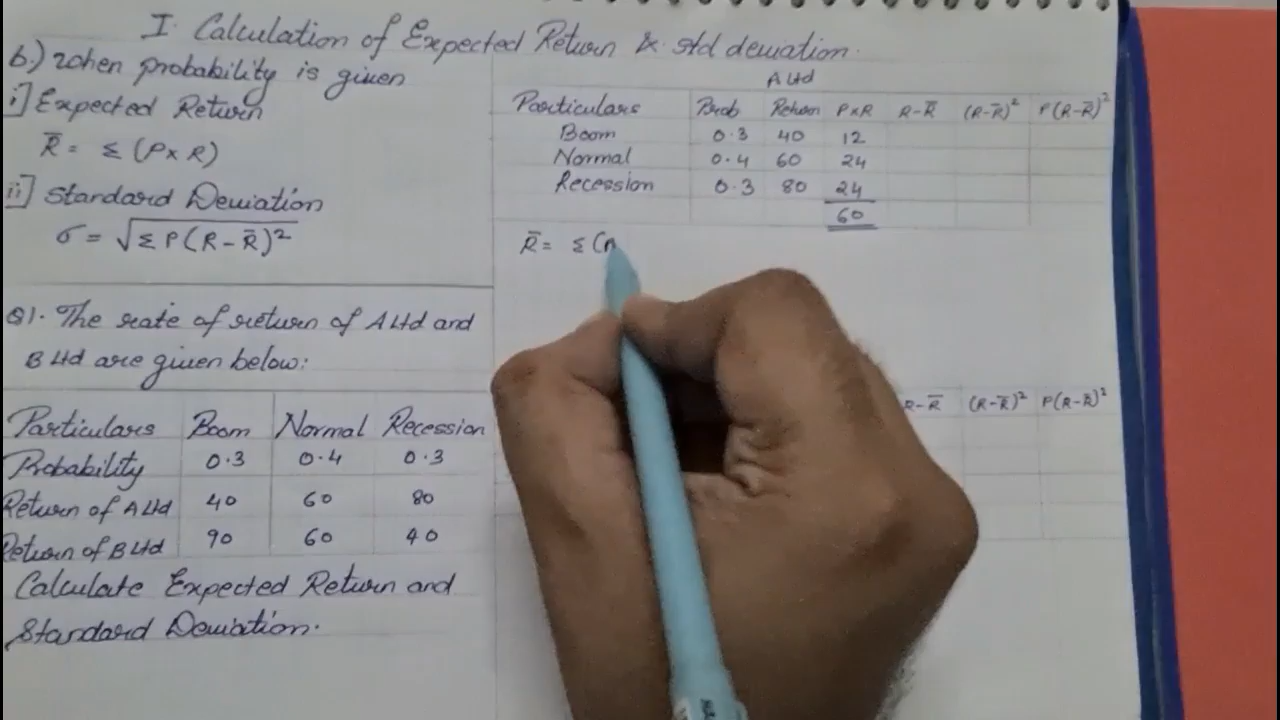 I. Calculation of Expected Return & std deviation.
b.) When probability is given
i] Expected Return
R̄ = Σ (P×R)
ii] Standard Deviation
σ = √Σ P(R-R̄)²
Q1. The rate of return of A Ltd and
B Ltd are given below:
Particulars Boom Normal Recession
Probability 0.3 0.4 0.3
Return of A Ltd 40 60 80
Return of B Ltd 90 60 40
Calculate Expected Return and
Standard Deviation.
A Ltd
Particulars Prob Return P×R R-R̄ (R-R̄)² P(R-R̄)²
Boom 0.3 40 12
Normal 0.4 60 24
Recession 0.3 80 24
60
R̄ = Σ (
R-R̄ (R-R̄)² P(R-R̄)²